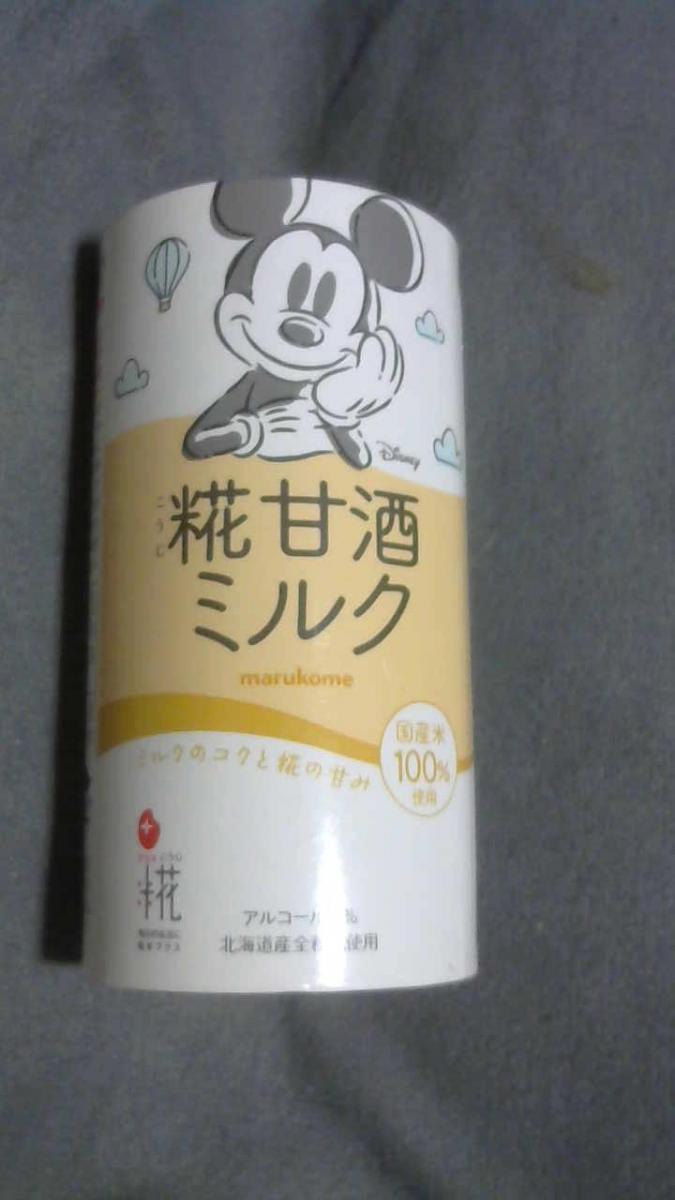 Disney
こうじ
糀甘酒
ミルク
marukome
ミルクのコクと糀の甘み
国産米
100%
使用
糀
アルコール
%
北海道産全
使用